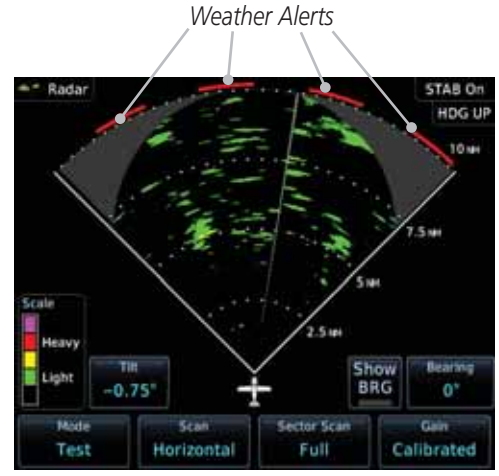 Weather Alerts
Radar
STAB On
HDG UP
10 NM
7.5 NM
5 NM
2.5 NM
Scale
Heavy
Light
Tilt
-0.75°
Show
BRG
Bearing
0°
Mode
Test
Scan
Horizontal
Sector Scan
Full
Gain
Calibrated